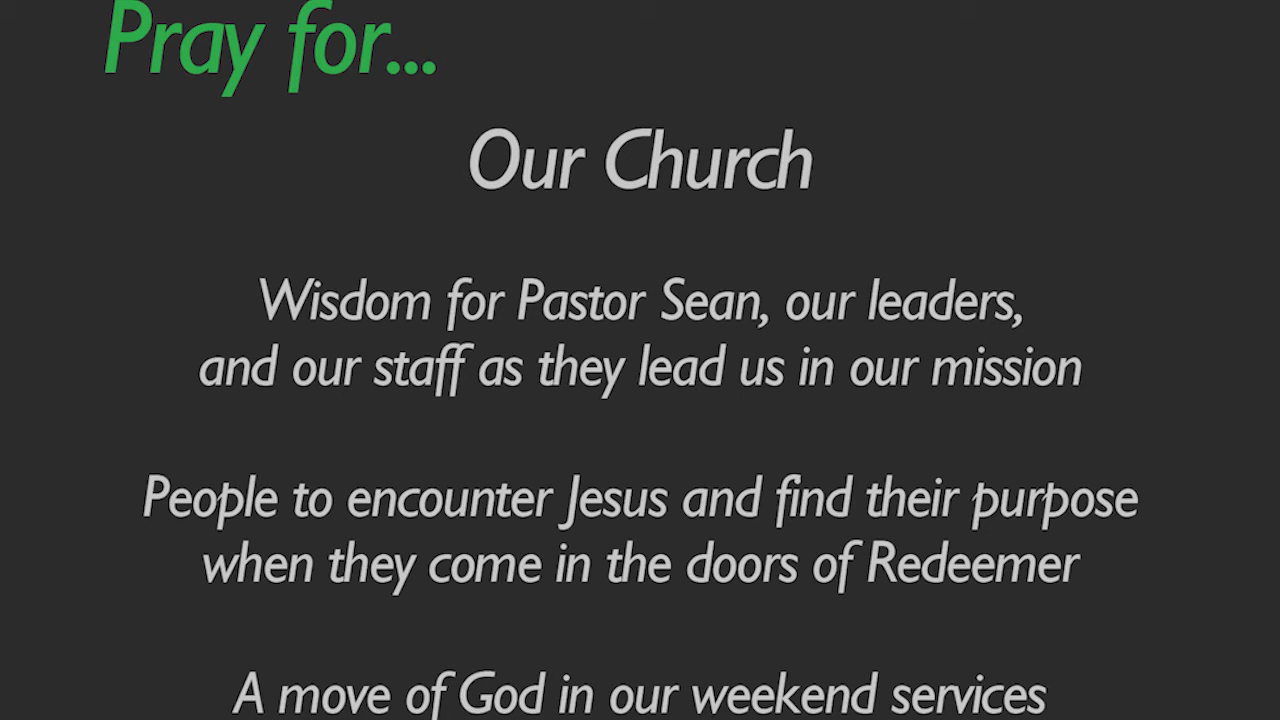 Pray for...
Our Church
Wisdom for Pastor Sean, our leaders,
and our staff as they lead us in our mission
People to encounter Jesus and find their purpose
when they come in the doors of Redeemer
A move of God in our weekend services